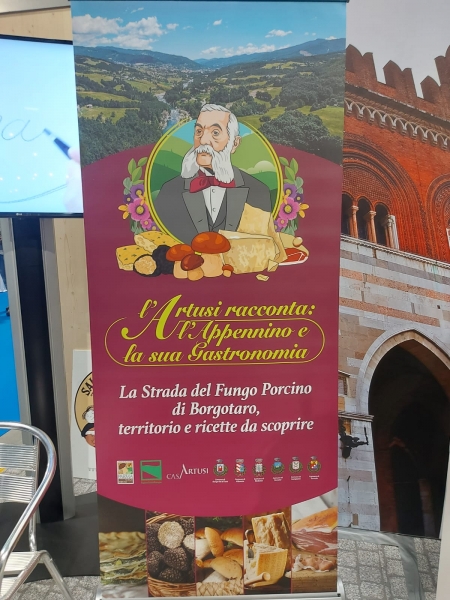 l'Artusi racconta:
l'Appennino e
la sua Gastronomia
La Strada del Fungo Porcino
di Borgotaro,
territorio e ricette da scoprire
CASARTUSI